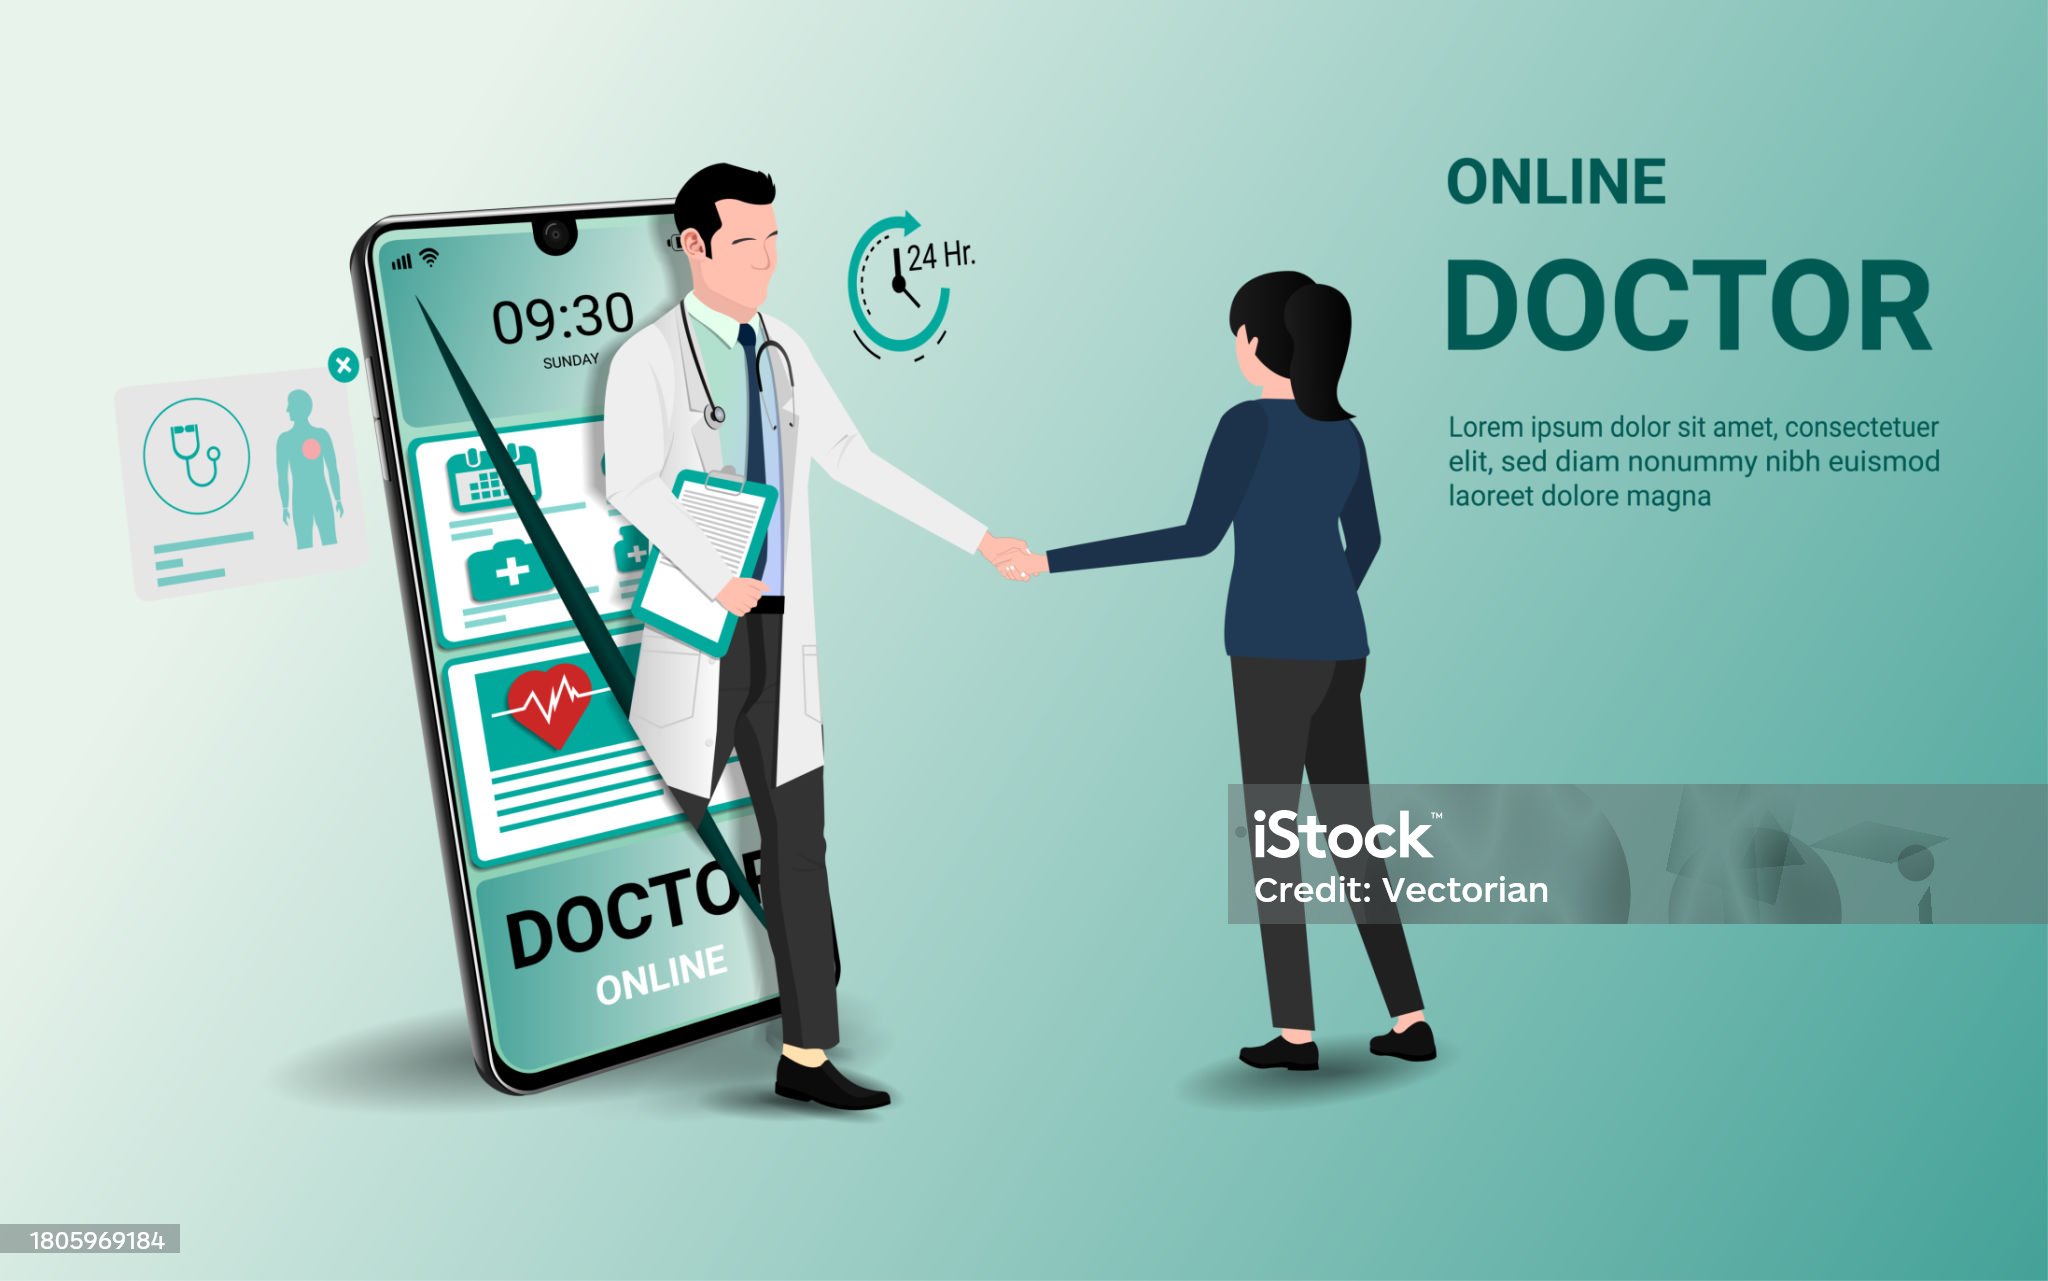 ONLINE
DOCTOR
Lorem ipsum dolor sit amet, consectetuer
elit, sed diam nonummy nibh euismod
laoreet dolore magna
24 Hr.
09:30
SUNDAY
DOCTOR
ONLINE
iStock™
Credit: Vectorian
1805969184